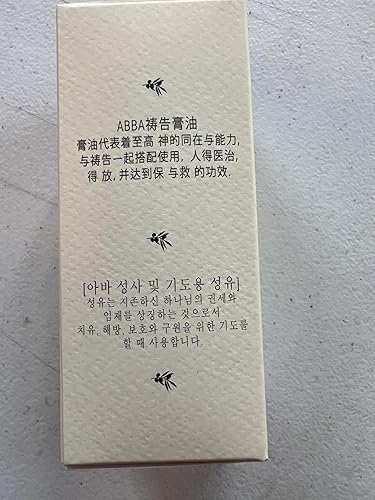 ABBA祷告膏油
膏油代表着至高 神的同在与能力,
与祷告一起搭配使用, 人得医治,
得 放, 并达到保 与救 的功效.
[아바 성사 및 기도용 성유]
성유는 지존하신 하나님의 권세와
임재를 상징하는 것으로서
치유, 해방, 보호와 구원을 위한 기도를
할 때 사용합니다.